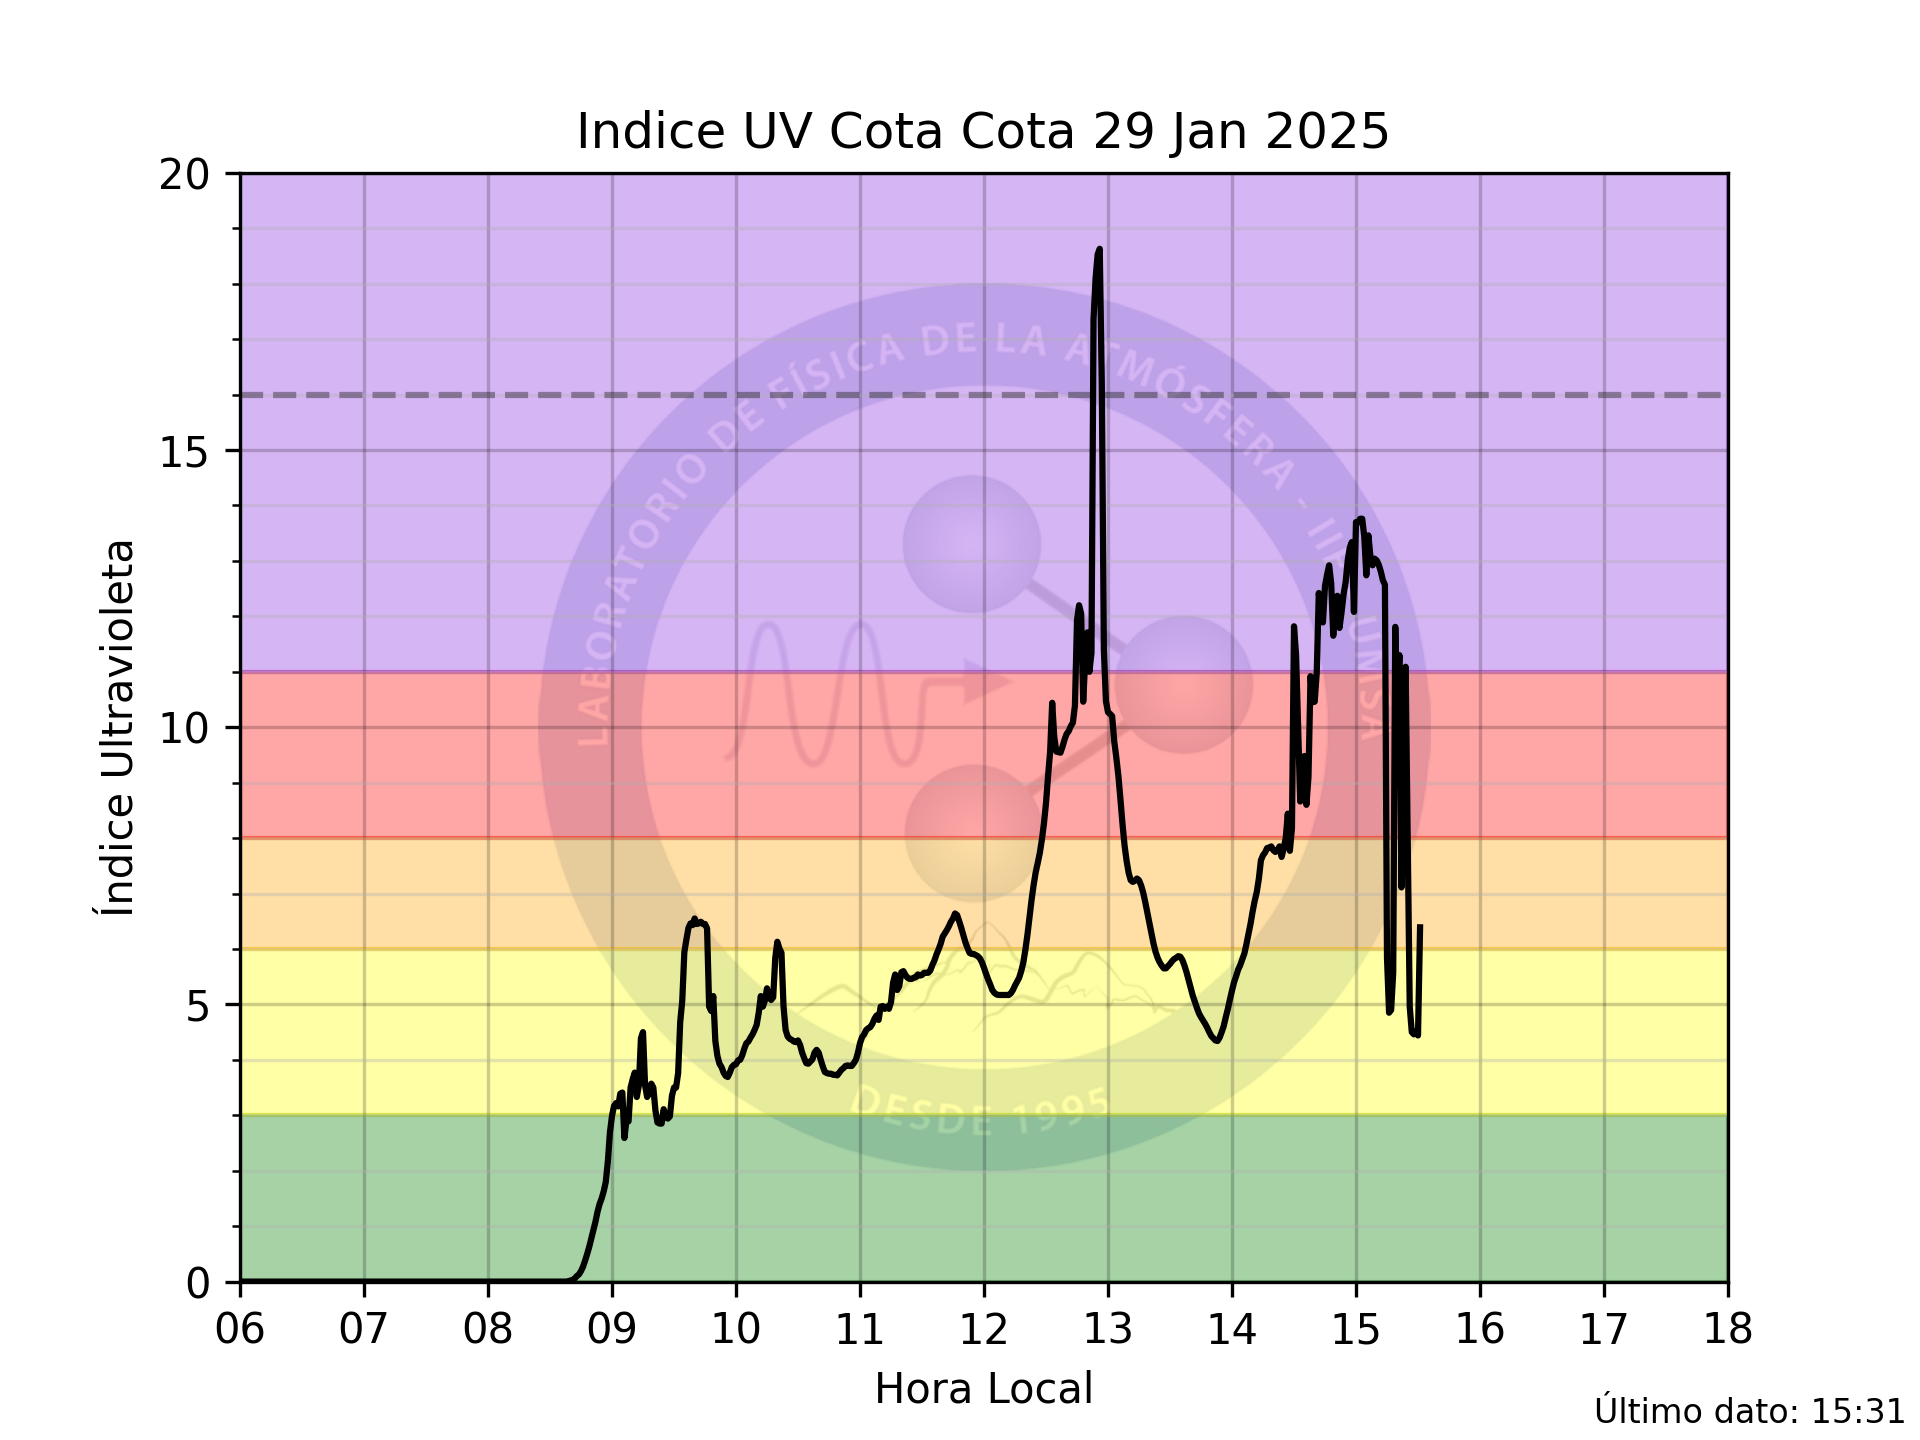 Indice UV Cota Cota 29 Jan 2025
20
15
10
5
0
Índice Ultravioleta
LABORATORIO DE FÍSICA DE LA ATMÓSFERA - IIF UMSA
DESDE 1995
06 07 08 09 10 11 12 13 14 15 16 17 18
Hora Local
Último dato: 15:31